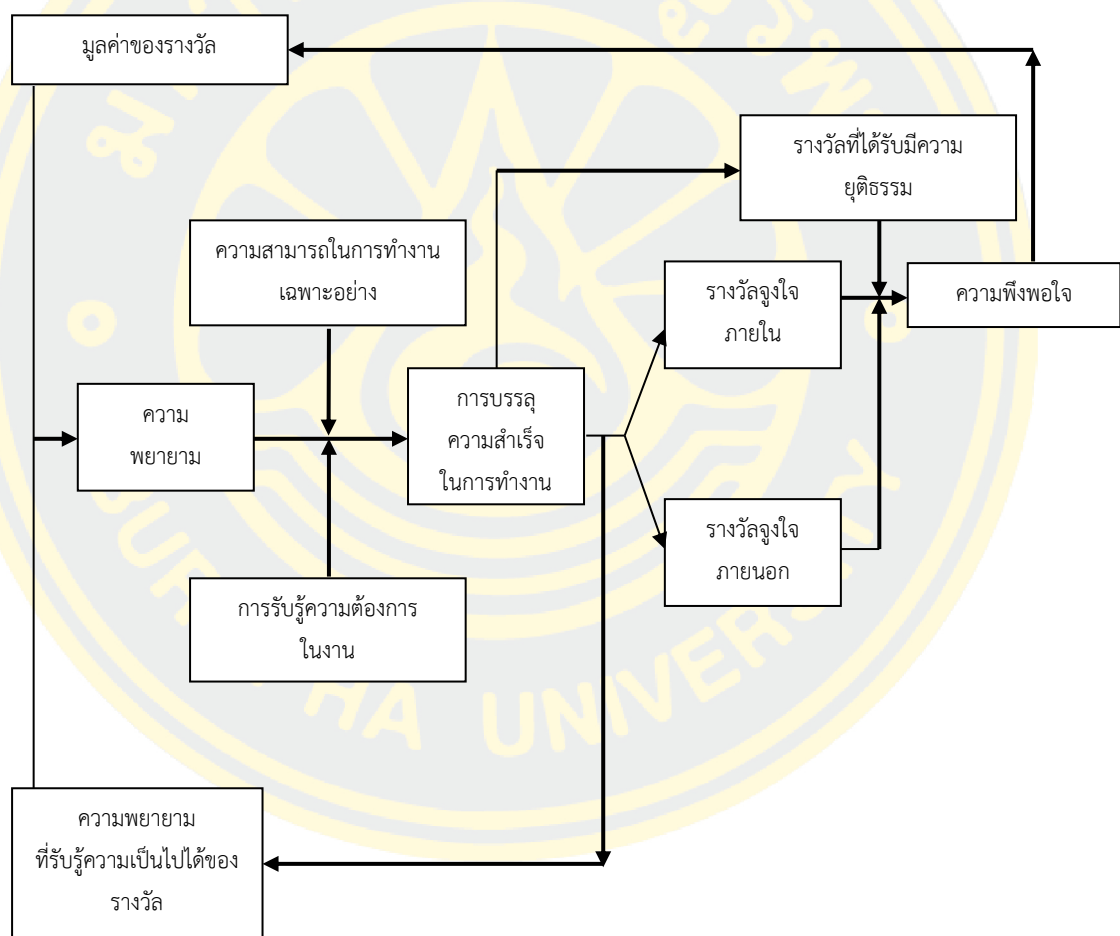 มูลค่าของรางวัล
รางวัลที่ได้รับมีความ
ยุติธรรม
ความสามารถในการทำงาน
เฉพาะอย่าง
รางวัลจูงใจ
ภายใน
ความพึงพอใจ
ความ
พยายาม
การบรรลุ
ความสำเร็จ
ในการทำงาน
รางวัลจูงใจ
ภายนอก
การรับรู้ความต้องการ
ในงาน
ความพยายาม
ที่รับรู้ความเป็นไปได้ของ
รางวัล
UNIVERSITY